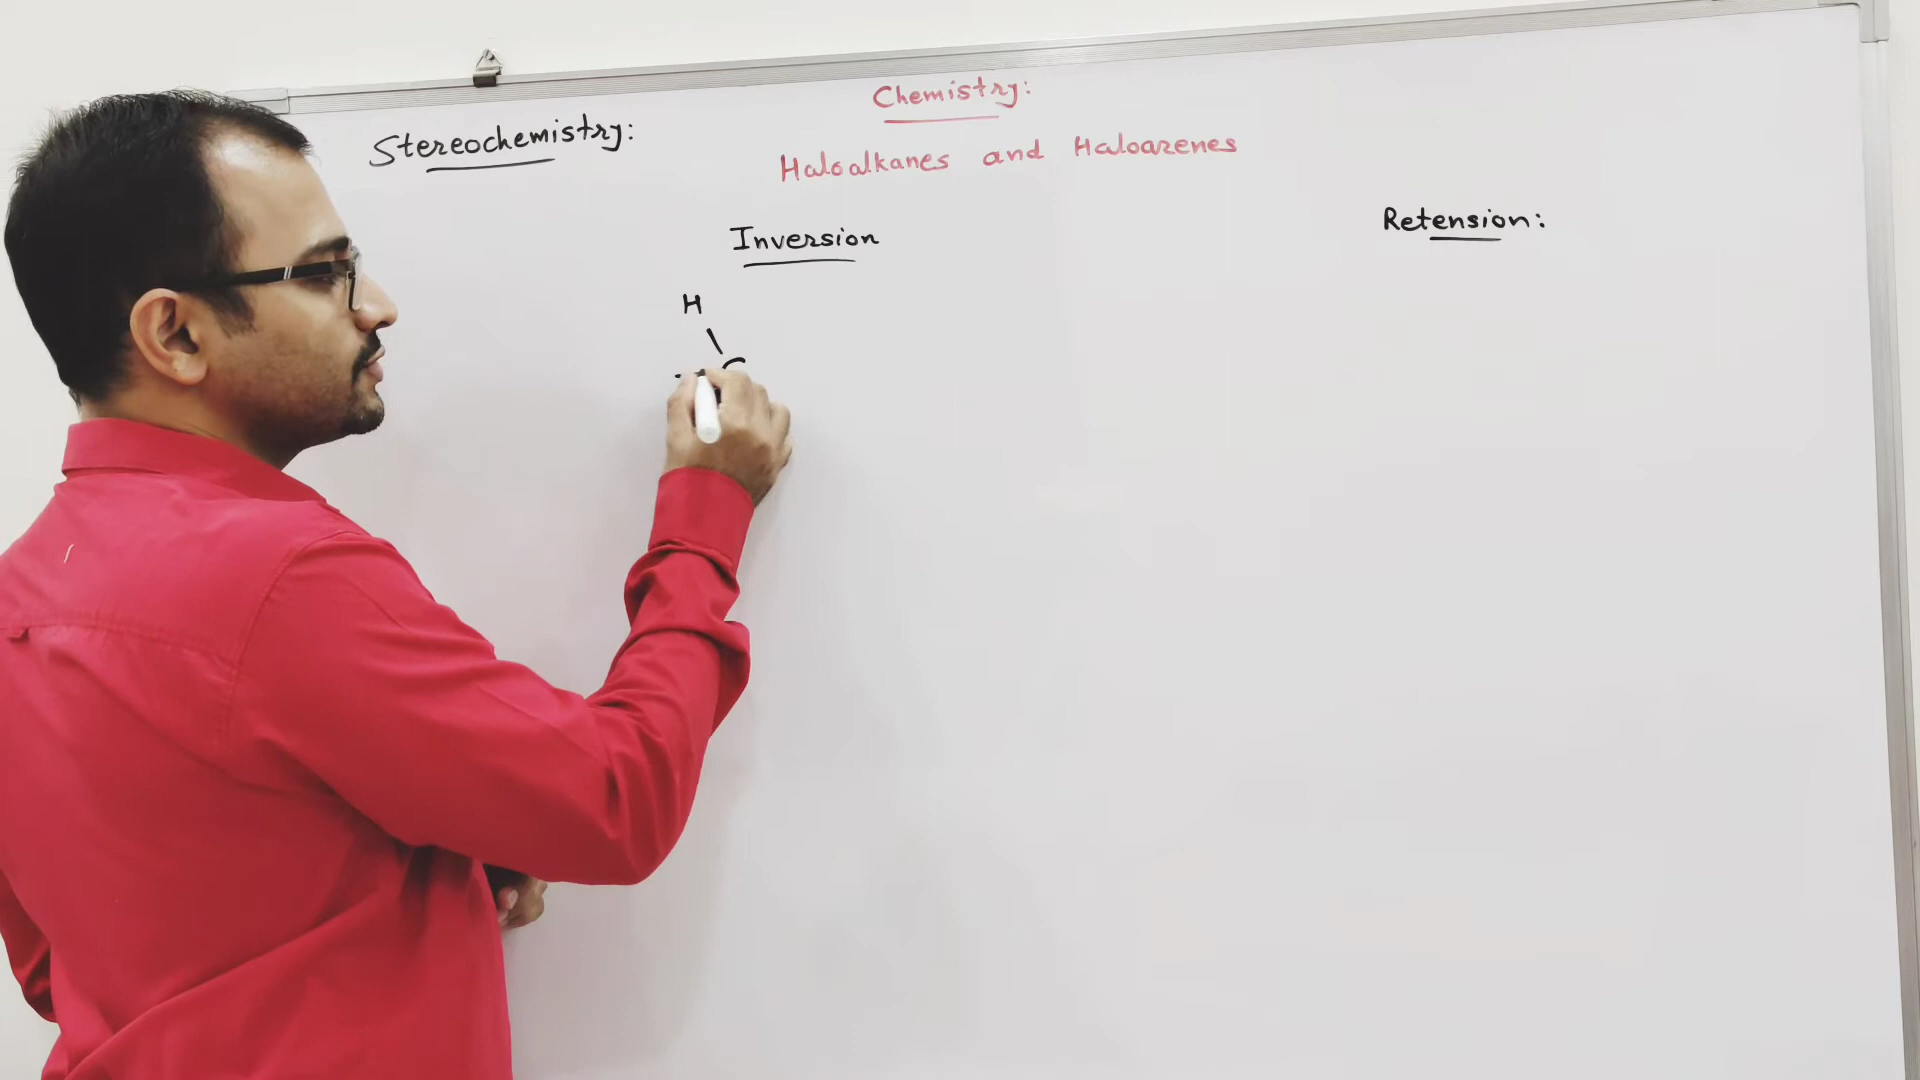 Chemistry:
Stereochemistry:
Haloalkanes and Haloarenes
Inversion
Retension:
H
C